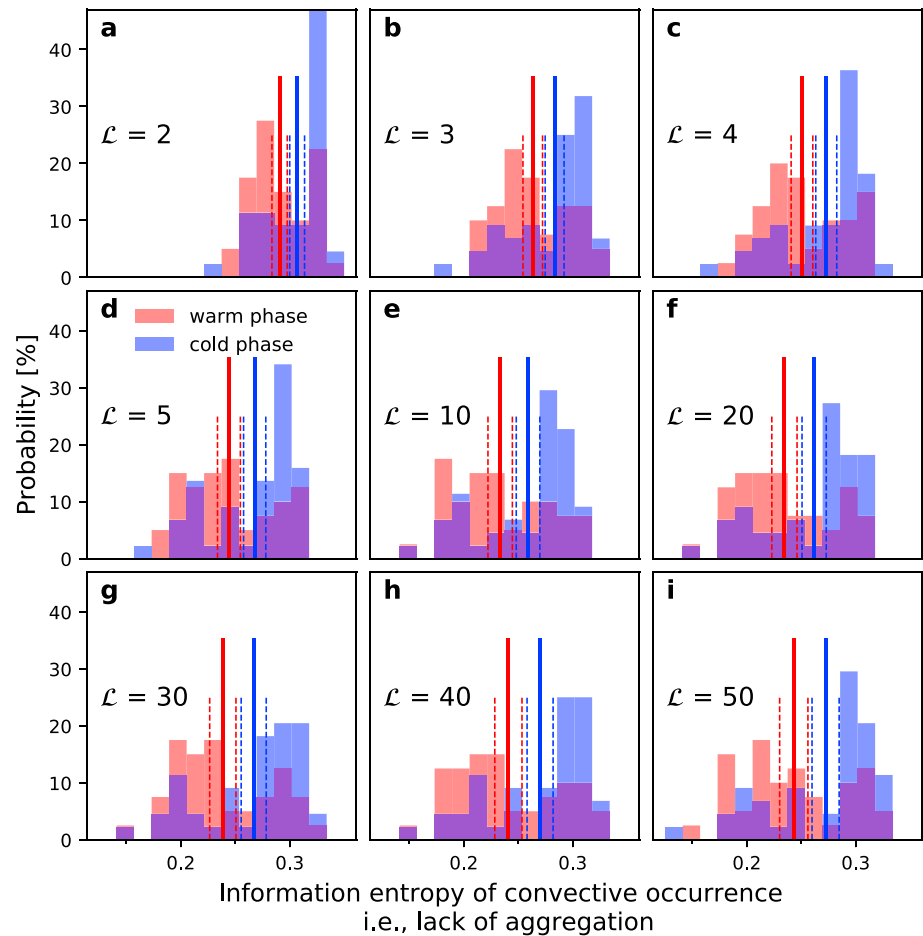 a
b
c
40
30
20
10
0
ℒ = 2
ℒ = 3
ℒ = 4
d
e
f
warm phase
cold phase
40
30
20
10
0
ℒ = 5
ℒ = 10
ℒ = 20
Probability [%]
g
h
i
40
30
20
10
0
ℒ = 30
ℒ = 40
ℒ = 50
0.2 0.3 0.2 0.3 0.2 0.3
Information entropy of convective occurrence
i.e., lack of aggregation